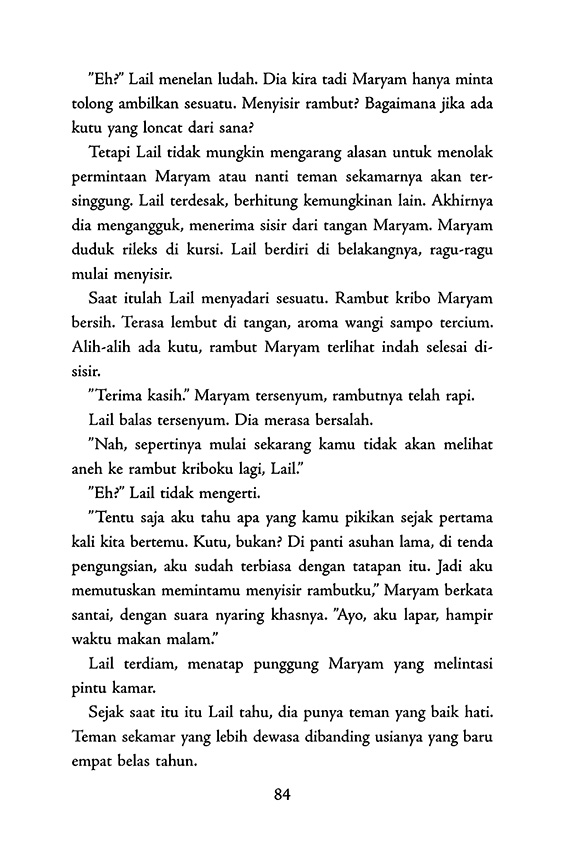 "Eh?" Lail menelan ludah. Dia kira tadi Maryam hanya minta
tolong ambilkan sesuatu. Menyisir rambut? Bagaimana jika ada
kutu yang loncat dari sana?
Tetapi Lail tidak mungkin mengarang alasan untuk menolak
permintaan Maryam atau nanti teman sekamarnya akan ter-
singgung. Lail terdesak, berhitung kemungkinan lain. Akhirnya
dia mengangguk, menerima sisir dari tangan Maryam. Maryam
duduk rileks di kursi. Lail berdiri di belakangnya, ragu-ragu
mulai menyisir.
Saat itulah Lail menyadari sesuatu. Rambut kribo Maryam
bersih. Terasa lembut di tangan, aroma wangi sampo tercium.
Alih-alih ada kutu, rambut Maryam terlihat indah selesai di-
sisir.
"Terima kasih." Maryam tersenyum, rambutnya telah rapi.
Lail balas tersenyum. Dia merasa bersalah.
"Nah, sepertinya mulai sekarang kamu tidak akan melihat
aneh ke rambut kriboku lagi, Lail."
"Eh?" Lail tidak mengerti.
"Tentu saja aku tahu apa yang kamu pikikan sejak pertama
kali kita bertemu. Kutu, bukan? Di panti asuhan lama, di tenda
pengungsian, aku sudah terbiasa dengan tatapan itu. Jadi aku
memutuskan memintamu menyisir rambutku," Maryam berkata
santai, dengan suara nyaring khasnya. "Ayo, aku lapar, hampir
waktu makan malam."
Lail terdiam, menatap punggung Maryam yang melintasi
pintu kamar.
Sejak saat itu itu Lail tahu, dia punya teman yang baik hati.
Teman sekamar yang lebih dewasa dibanding usianya yang baru
empat belas tahun.
84